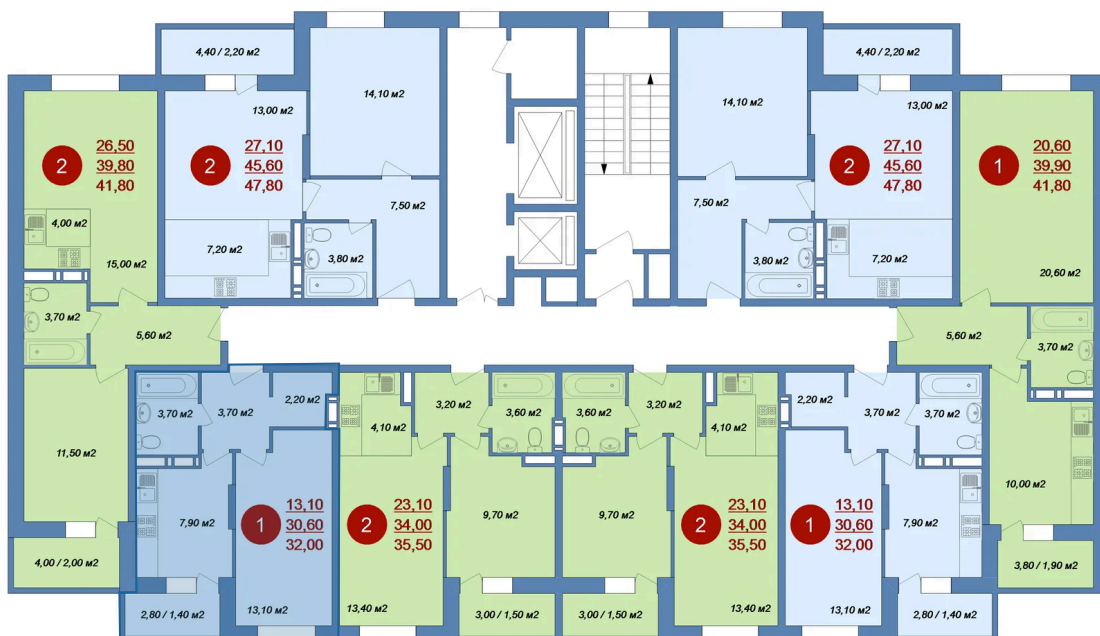 4,40 / 2,20 м2
14,10 м2
13,00 м2
2
26,50
39,80
41,80
2
27,10
45,60
47,80
4,00 м2
7,20 м2
15,00 м2
7,50 м2
3,80 м2
3,70 м2
5,60 м2
11,50 м2
4,00 / 2,00 м2
14,10 м2
4,40 / 2,20 м2
13,00 м2
2
27,10
45,60
47,80
1
20,60
39,90
41,80
7,50 м2
3,80 м2
7,20 м2
20,60 м2
5,60 м2
3,70 м2
10,00 м2
3,80 / 1,90 м2
3,70 м2
3,70 м2
2,20 м2
7,90 м2
1
13,10
30,60
32,00
2,80 / 1,40 м2
13,10 м2
4,10 м2
3,20 м2
3,60 м2
2
23,10
34,00
35,50
9,70 м2
13,40 м2
3,00 / 1,50 м2
3,60 м2
3,20 м2
4,10 м2
9,70 м2
2
23,10
34,00
35,50
3,00 / 1,50 м2
13,40 м2
2,20 м2
3,70 м2
3,70 м2
1
13,10
30,60
32,00
7,90 м2
13,10 м2
2,80 / 1,40 м2